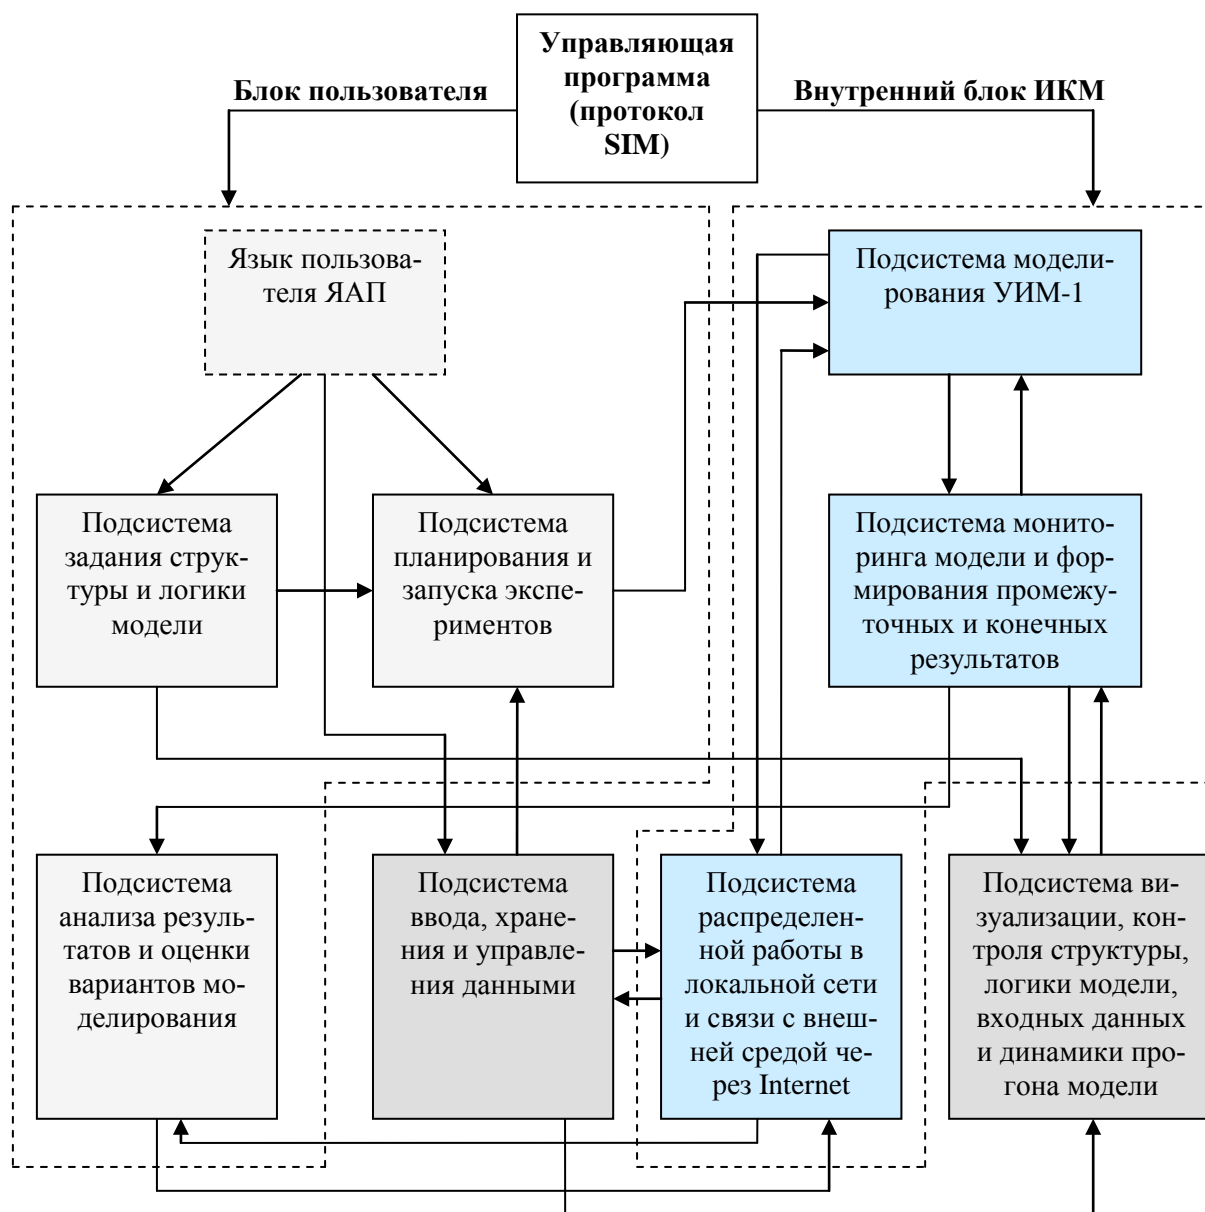 Управляющая
программа
(протокол
SIM)
Блок пользователя
Внутренний блок ИКМ
Язык пользова-
теля ЯАП
Подсистема модели-
рования УИМ-1
Подсистема
задания струк-
туры и логики
модели
Подсистема
планирования и
запуска экспе-
риментов
Подсистема монито-
ринга модели и фор-
мирования промежу-
точных и конечных
результатов
Подсистема
анализа резуль-
татов и оценки
вариантов мо-
делирования
Подсистема
ввода, хране-
ния и управле-
ния данными
Подсистема
распределен-
ной работы в
локальной сети
и связи с внеш-
ней средой че-
рез Internet
Подсистема ви-
зуализации, кон-
троля структуры,
логики модели,
входных данных
и динамики про-
гона модели